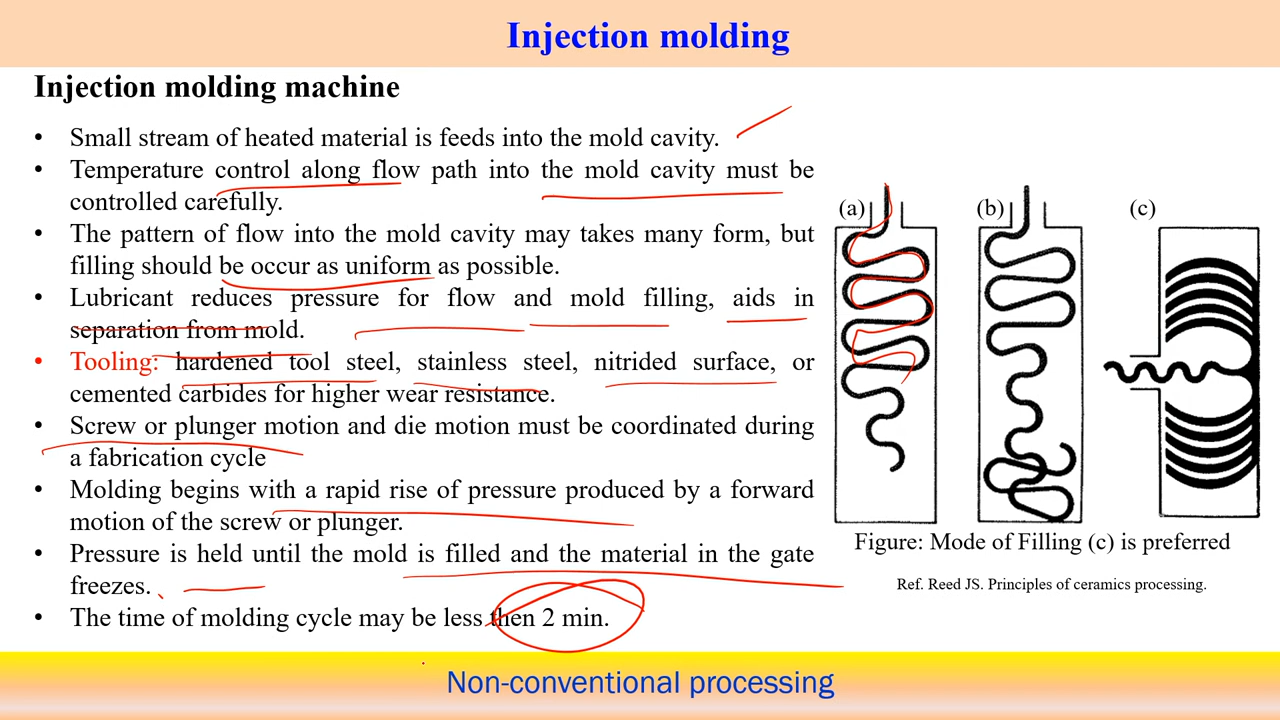 Injection molding
Injection molding machine
• Small stream of heated material is feeds into the mold cavity.
• Temperature control along flow path into the mold cavity must be
controlled carefully.
• The pattern of flow into the mold cavity may takes many form, but
filling should be occur as uniform as possible.
• Lubricant reduces pressure for flow and mold filling, aids in
separation from mold.
• Tooling: hardened tool steel, stainless steel, nitrided surface, or
cemented carbides for higher wear resistance.
• Screw or plunger motion and die motion must be coordinated during
a fabrication cycle
• Molding begins with a rapid rise of pressure produced by a forward
motion of the screw or plunger.
• Pressure is held until the mold is filled and the material in the gate
freezes.
• The time of molding cycle may be less then 2 min.
(a) (b) (c)
Figure: Mode of Filling (c) is preferred
Ref. Reed JS. Principles of ceramics processing.
Non-conventional processing